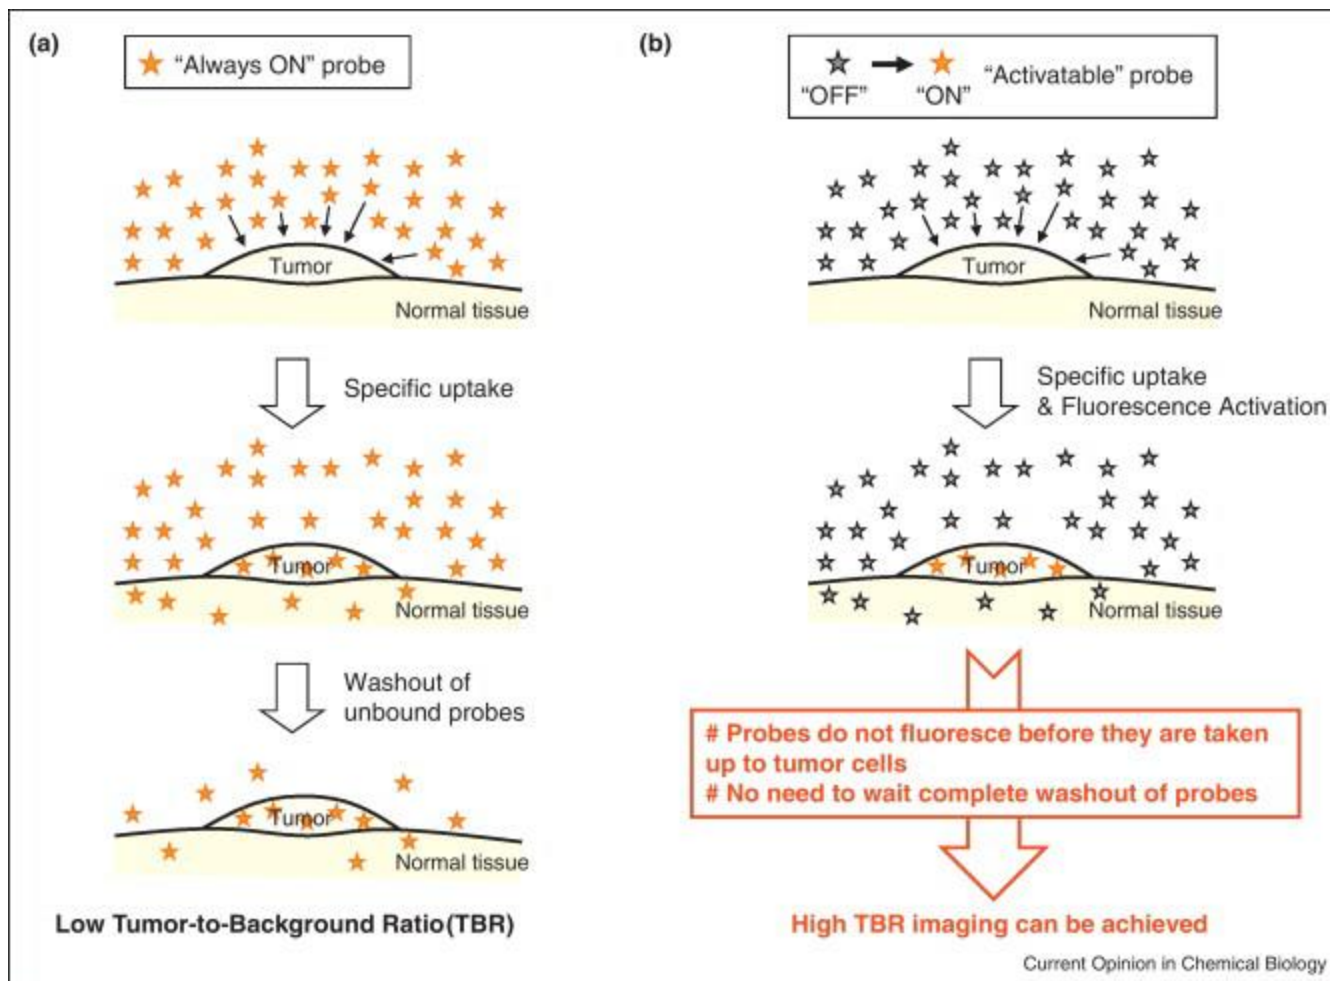 (a)
"Always ON" probe
Tumor
Normal tissue
Specific uptake
Tumor
Normal tissue
Washout of
unbound probes
Tumor
Normal tissue
Low Tumor-to-Background Ratio(TBR)
(b)
"OFF"
"ON"
"Activatable" probe
Tumor
Normal tissue
Specific uptake
& Fluorescence Activation
Tumor
Normal tissue
# Probes do not fluoresce before they are taken
up to tumor cells
# No need to wait complete washout of probes
High TBR imaging can be achieved
Current Opinion in Chemical Biology